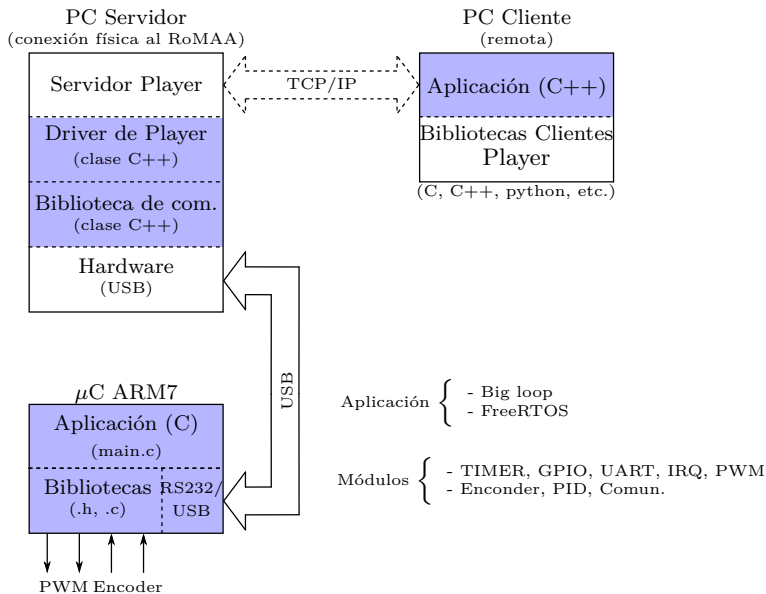 PC Servidor
(conexión física al RoMAA)
Servidor Player
Driver de Player
(clase C++)
Biblioteca de com.
(clase C++)
Hardware
(USB)
TCP/IP
PC Cliente
(remota)
Aplicación (C++)
Bibliotecas Clientes
Player
(C, C++, python, etc.)
USB
μC ARM7
Aplicación (C)
(main.c)
Bibliotecas
(.h, .c)
RS232/
USB
PWM Encoder
Aplicación
- Big loop
- FreeRTOS
Módulos
- TIMER, GPIO, UART, IRQ, PWM
- Enconder, PID, Comun.